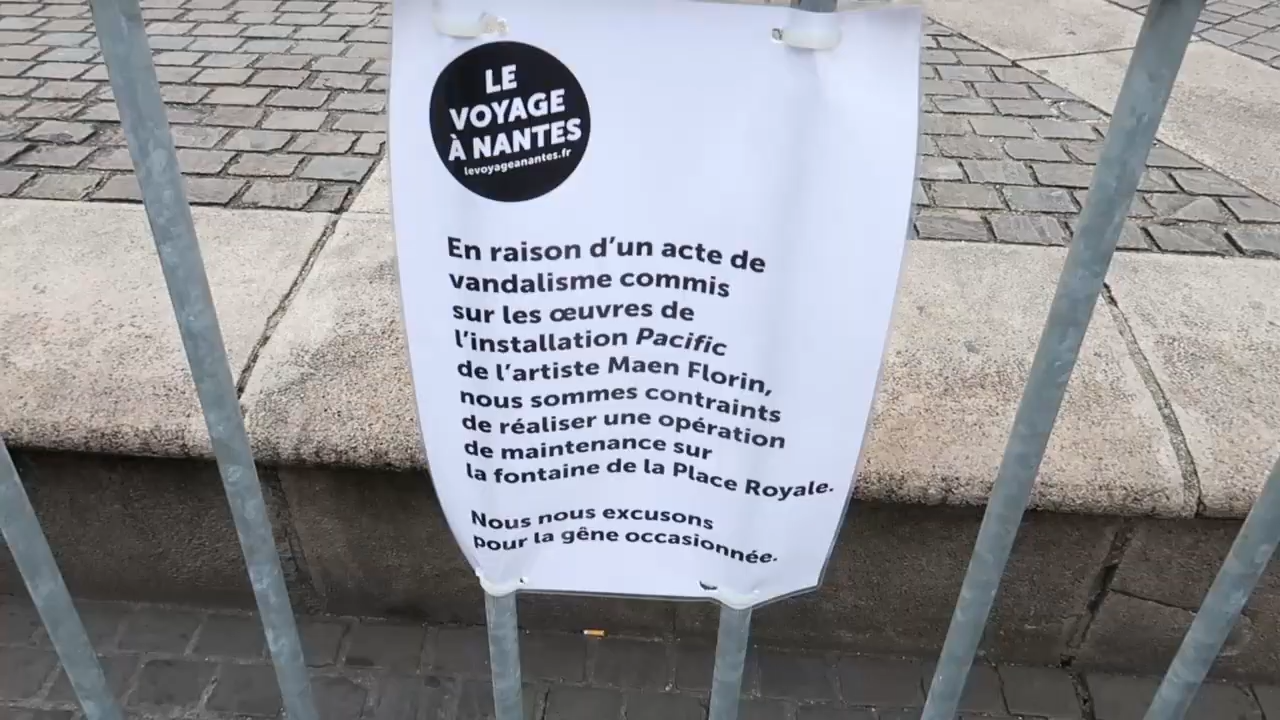 LE
VOYAGE
À NANTES
levoyageanantes.fr
En raison d'un acte de
vandalisme commis
sur les œuvres de
l'installation Pacific
de l'artiste Maen Florin,
nous sommes contraints
de réaliser une opération
de maintenance sur
la fontaine de la Place Royale.
Nous nous excusons
pour la gêne occasionnée.